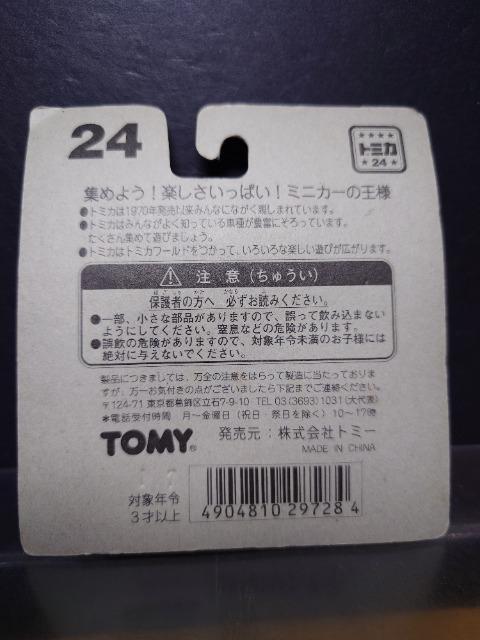 24
★★★★
トミカ
★24★
集めよう！楽しさいっぱい！ミニカーの王様
●トミカは1970年発売以来みんなにながく親しまれています。
●トミカはみんながよく知っている車種が豊富にそろっています。
たくさん集めて遊びましょう。
●トミカはトミカワールドをつかって、いろいろな楽しい遊びが広がります。
注 意（ちゅうい）
ほごしゃ かた かなら よ
保護者の方へ 必ずお読みください。
●一部、小さな部品がありますので、誤って飲み込まない
ようにしてください。窒息などの危険があります。
●誤飲の危険がありますので、対象年令未満のお子様には
絶対に与えないでください。
製品につきましては、万全の注意をはらって製造に当たっておりま
すが、万一お気付きの点がございましたら下記までご連絡ください。
〒124-71 東京都葛飾区立石7-9-10 TEL 03(3693)1031(大代表)
＊電話受付時間 月〜金曜日(祝日・祭日を除く)10〜17時
TOMY® 発売元：株式会社トミー
MADE IN CHINA
対象年令
3才以上
4904810297284